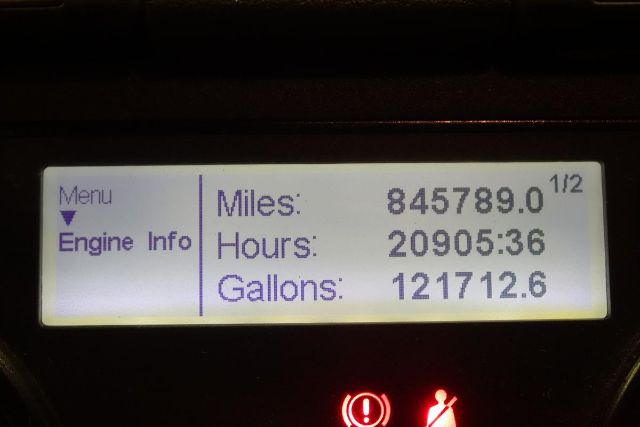 Menu
Engine Info
1/2
Miles: 845789.0
Hours: 20905:36
Gallons: 121712.6